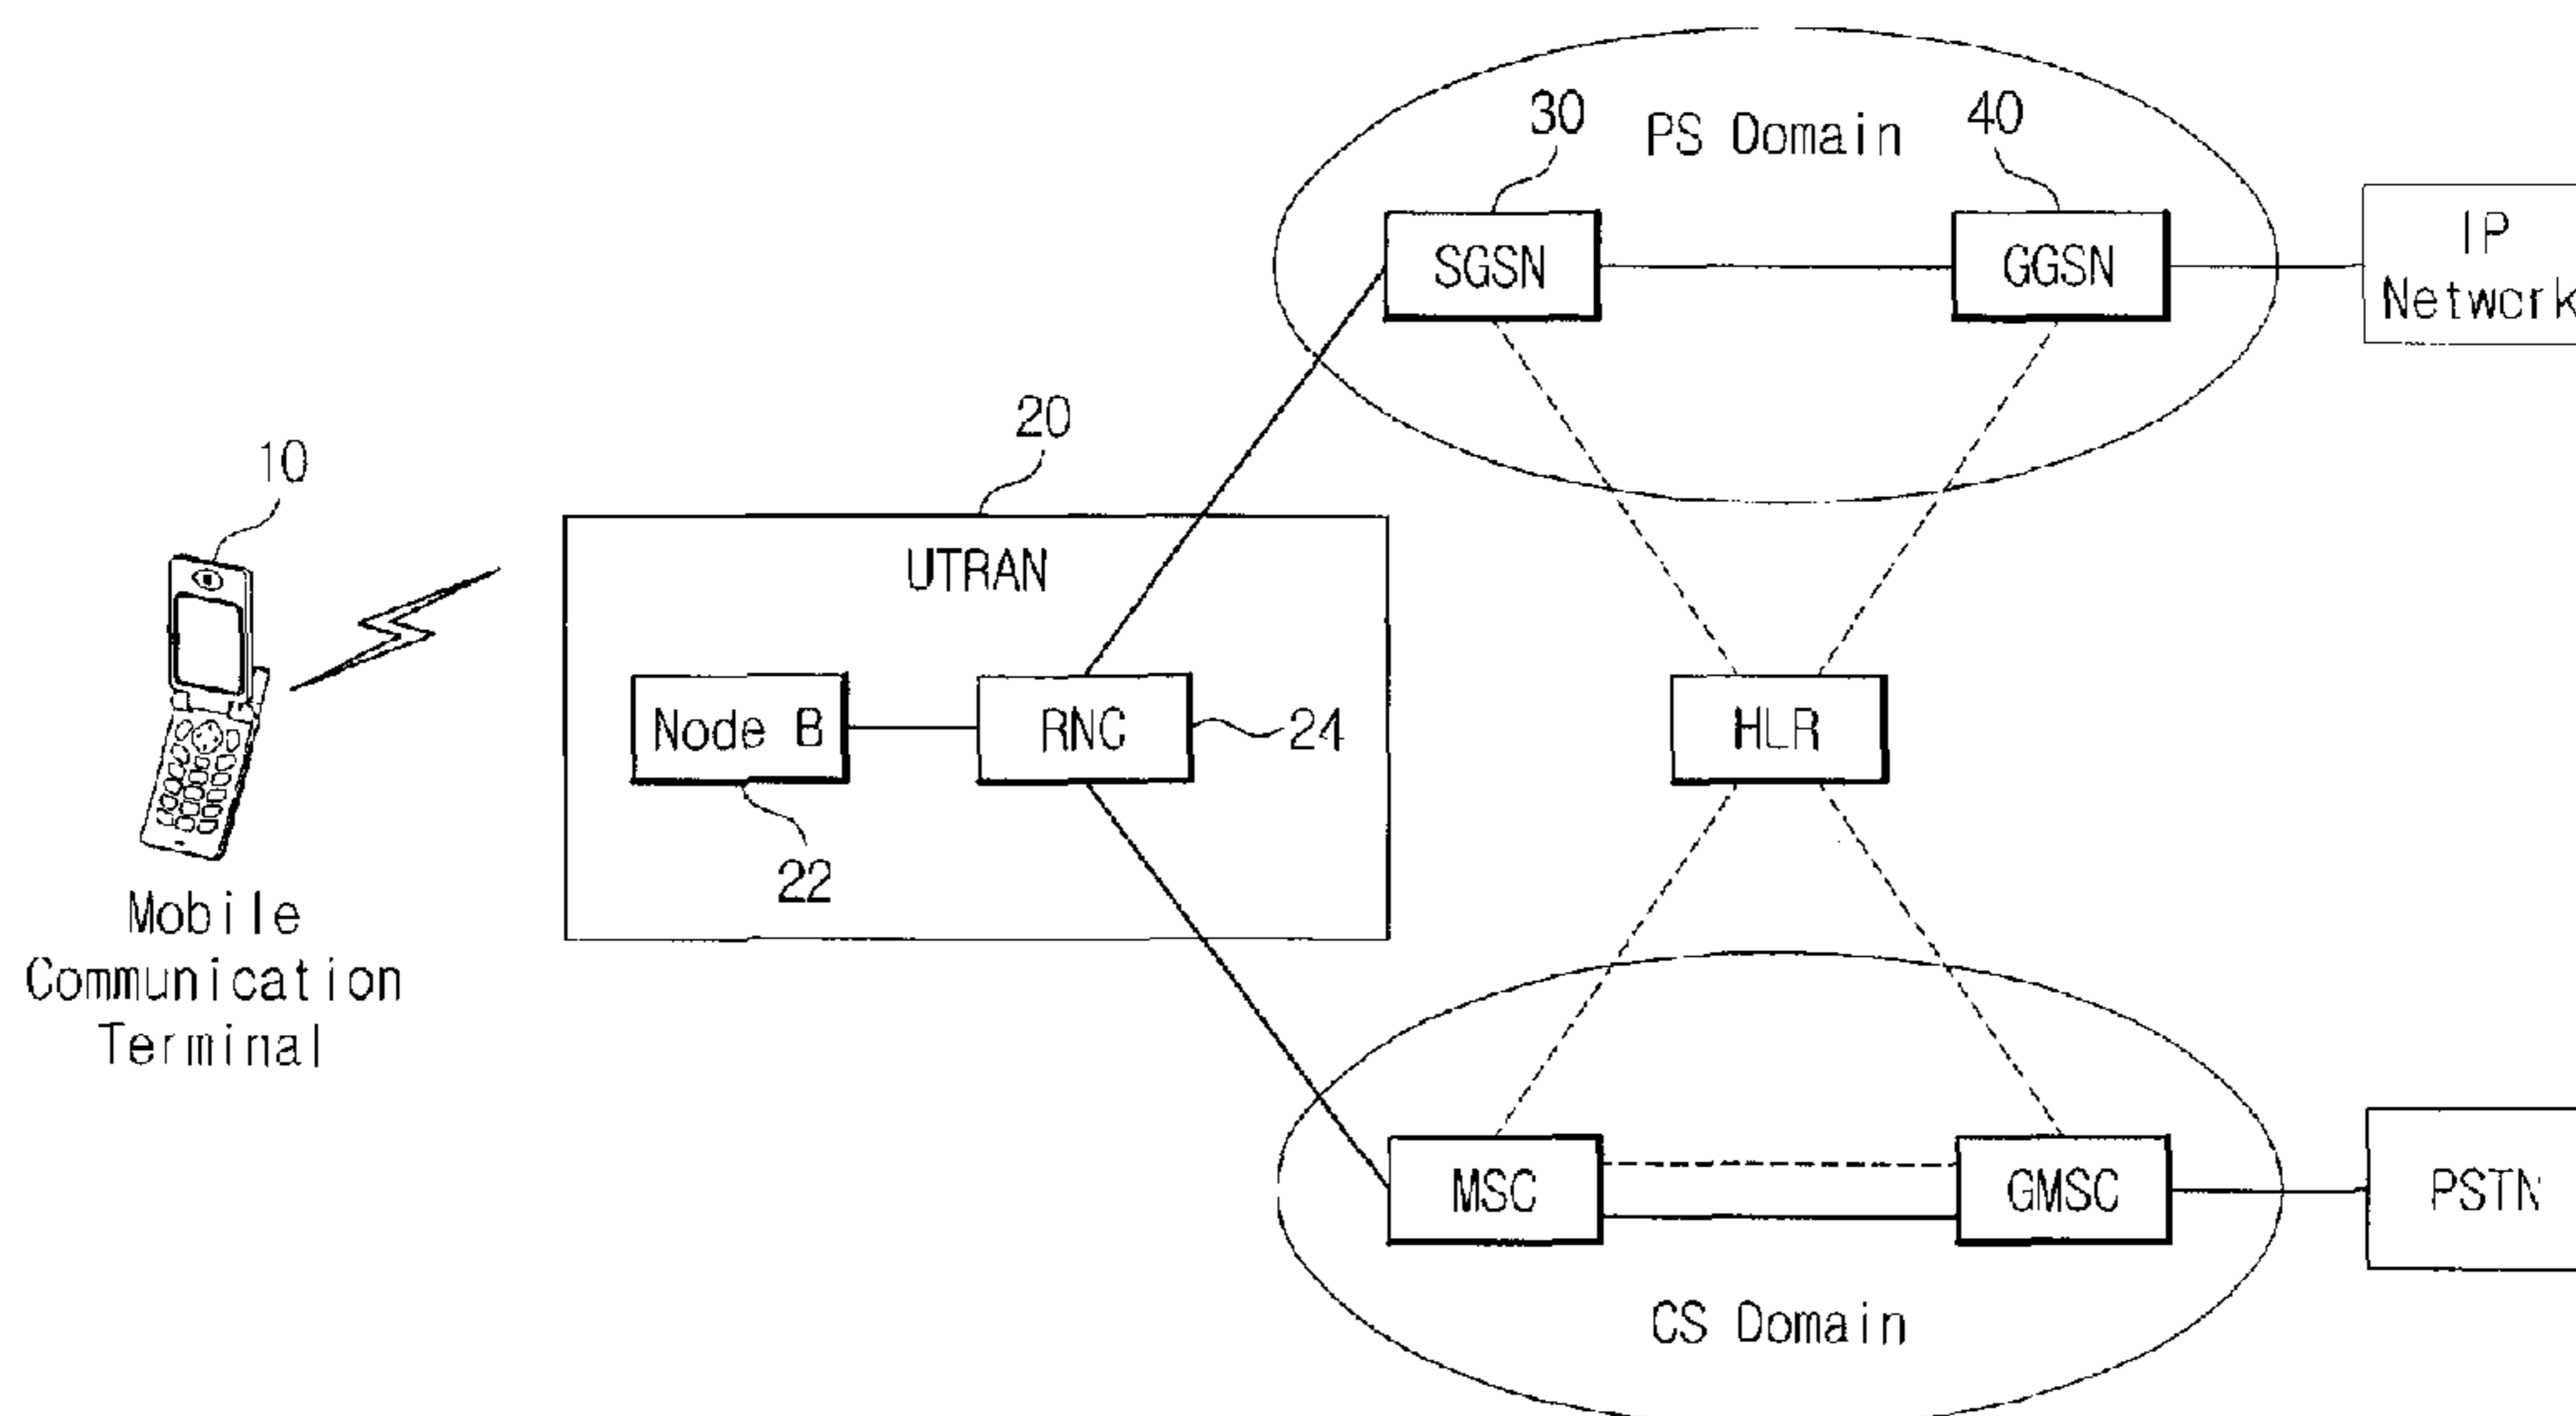 30
PS Domain
40
SGSN
GGSN
IP
Network
20
10
UTRAN
Node B
RNC
24
HLR
22
Mobile
Communication
Terminal
MSC
GMSC
PSTN
CS Domain